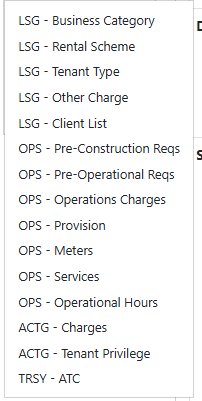 LSG - Business Category
LSG - Rental Scheme
LSG - Tenant Type
LSG - Other Charge
LSG - Client List
OPS - Pre-Construction Reqs
OPS - Pre-Operational Reqs
OPS - Operations Charges
OPS - Provision
OPS - Meters
OPS - Services
OPS - Operational Hours
ACTG - Charges
ACTG - Tenant Privilege
TRSY - ATC